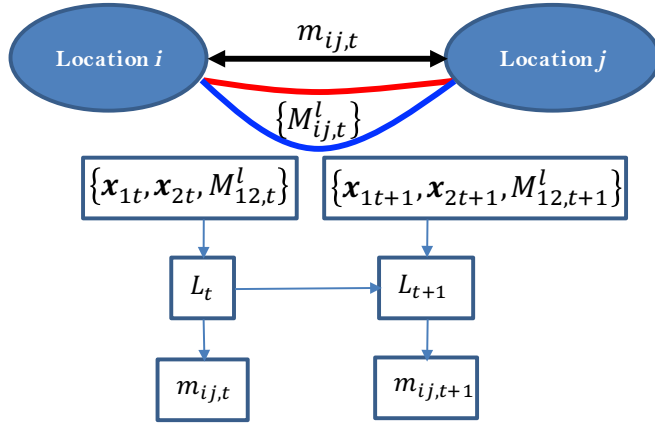 m_{ij,t}
Location i
Location j
{M^l_{ij,t}}
{x_{1t}, x_{2t}, M^l_{12,t}}
{x_{1t+1}, x_{2t+1}, M^l_{12,t+1}}
L_t
L_{t+1}
m_{ij,t}
m_{ij,t+1}